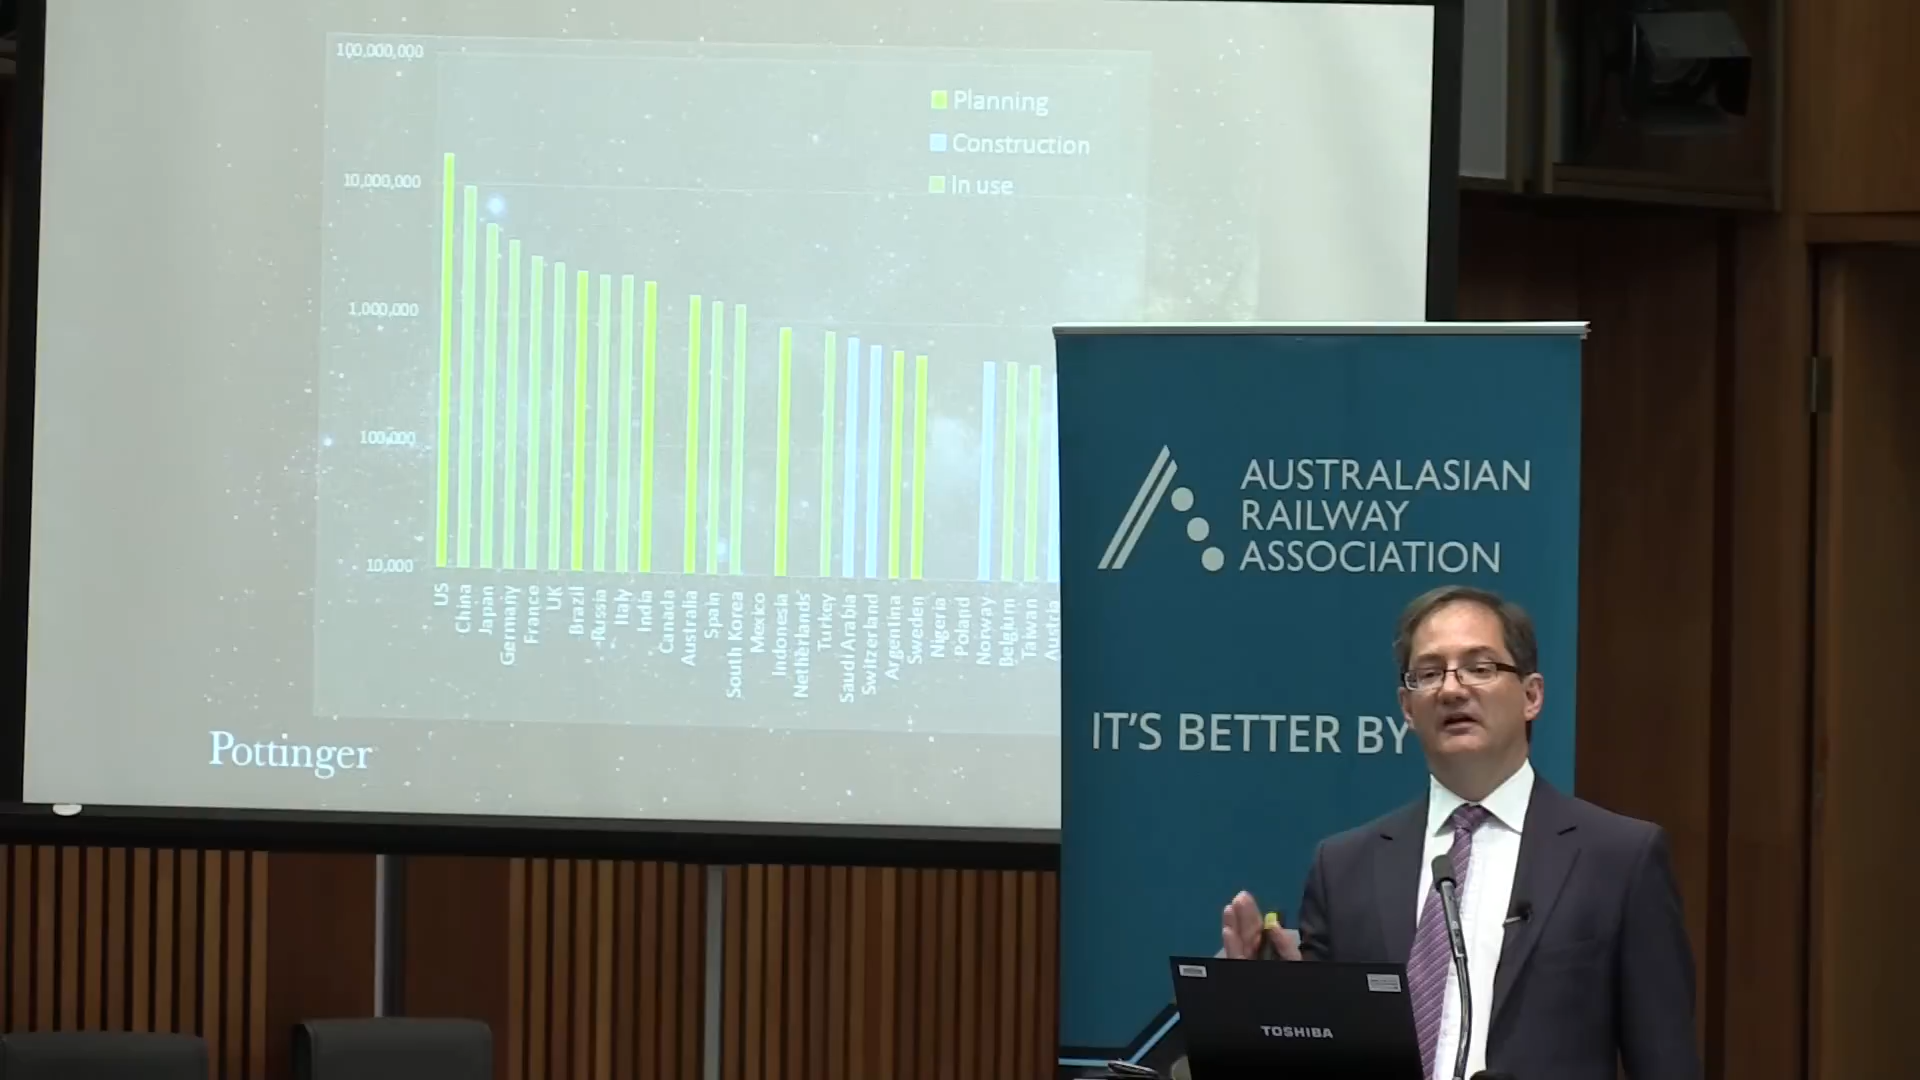 100,000,000
10,000,000
1,000,000
100,000
10,000
Planning
Construction
In use
US
China
Japan
Germany
France
UK
Brazil
Russia
Italy
India
Canada
Australia
Spain
South Korea
Mexico
Indonesia
Netherlands
Turkey
Saudi Arabia
Switzerland
Argentina
Sweden
Nigeria
Poland
Norway
Belgium
Taiwan
Austria
Pottinger
AUSTRALASIAN
RAILWAY
ASSOCIATION
IT'S BETTER BY
TOSHIBA